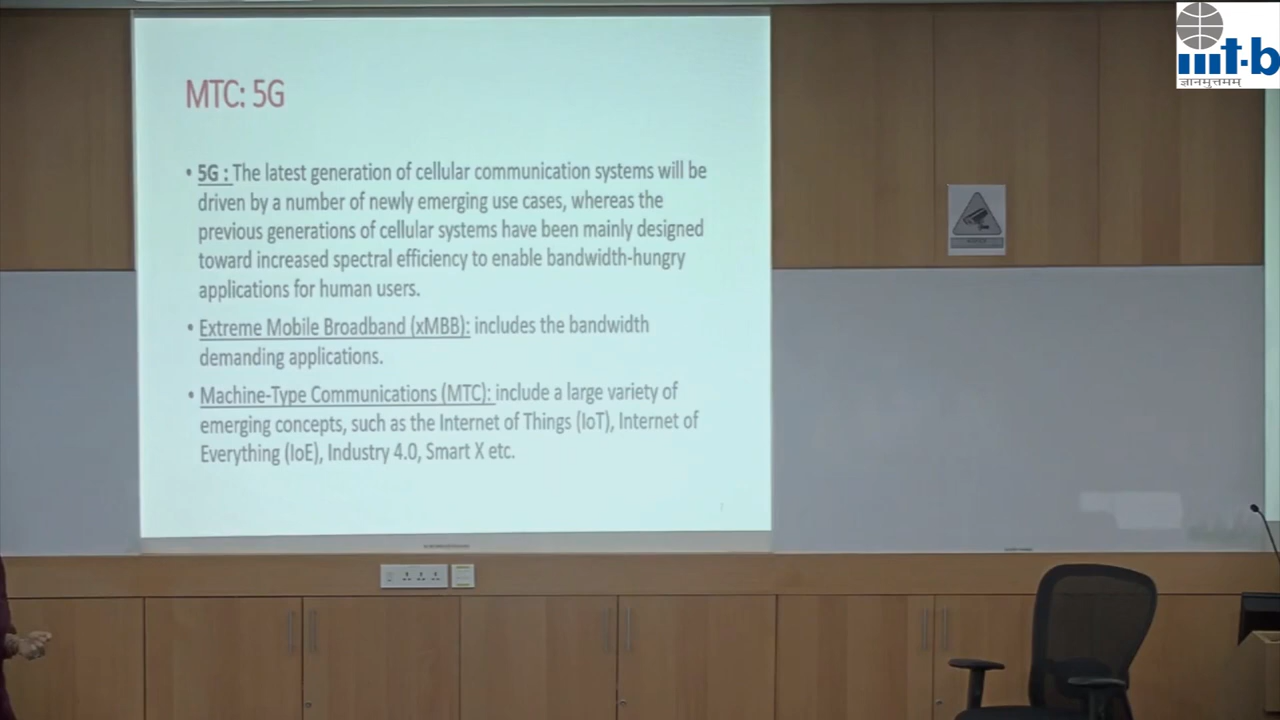 MTC: 5G
• 5G : The latest generation of cellular communication systems will be
driven by a number of newly emerging use cases, whereas the
previous generations of cellular systems have been mainly designed
toward increased spectral efficiency to enable bandwidth-hungry
applications for human users.
• Extreme Mobile Broadband (xMBB): includes the bandwidth
demanding applications.
• Machine-Type Communications (MTC): include a large variety of
emerging concepts, such as the Internet of Things (IoT), Internet of
Everything (IoE), Industry 4.0, Smart X etc.
7
iiit-b
ज्ञानमुत्तमम्